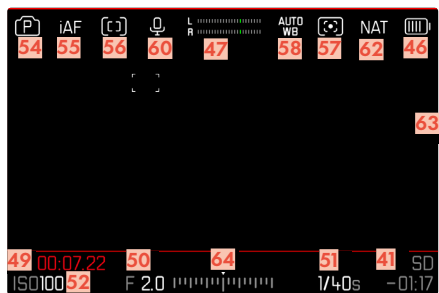 P iAF L R AUTO WB NAT
54 55 56 60 47 58 57 62 46
63
49 00:07.22 50 64 51 41 SD
ISO100 52 F 2.0 1/40s -01:17